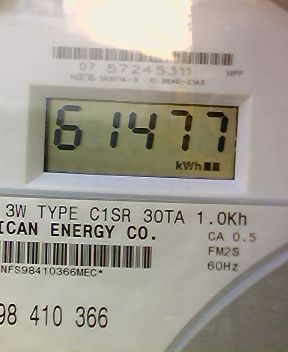 07 57245311
61477
kWh
3W TYPE C1SR 30TA 1.0Kh
ICAN ENERGY CO.
CA 0.5
FM2S
60Hz
NFS98410366MEC*
98 410 366